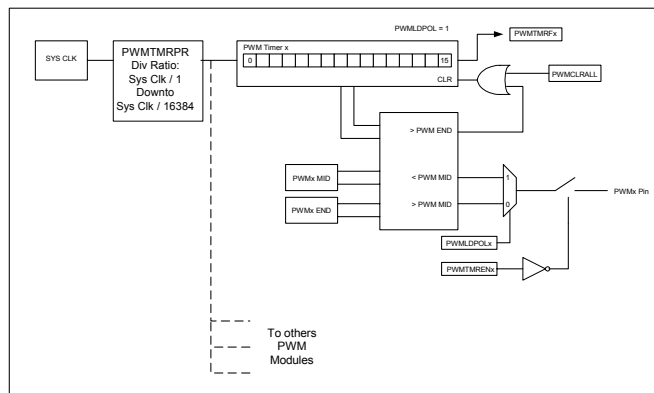 PWMLDPOL = 1
SYS CLK
PWMTMRPR
Div Ratio:
Sys Clk / 1
Downto
Sys Clk / 16384
PWM Timer x
0
15
CLR
PWMTMRFx
PWMCLRALL
> PWM END
< PWM MID
> PWM MID
PWMx MID
PWMx END
1
0
PWMx Pin
PWMLDPOLx
PWMTMRENx
To others
PWM
Modules